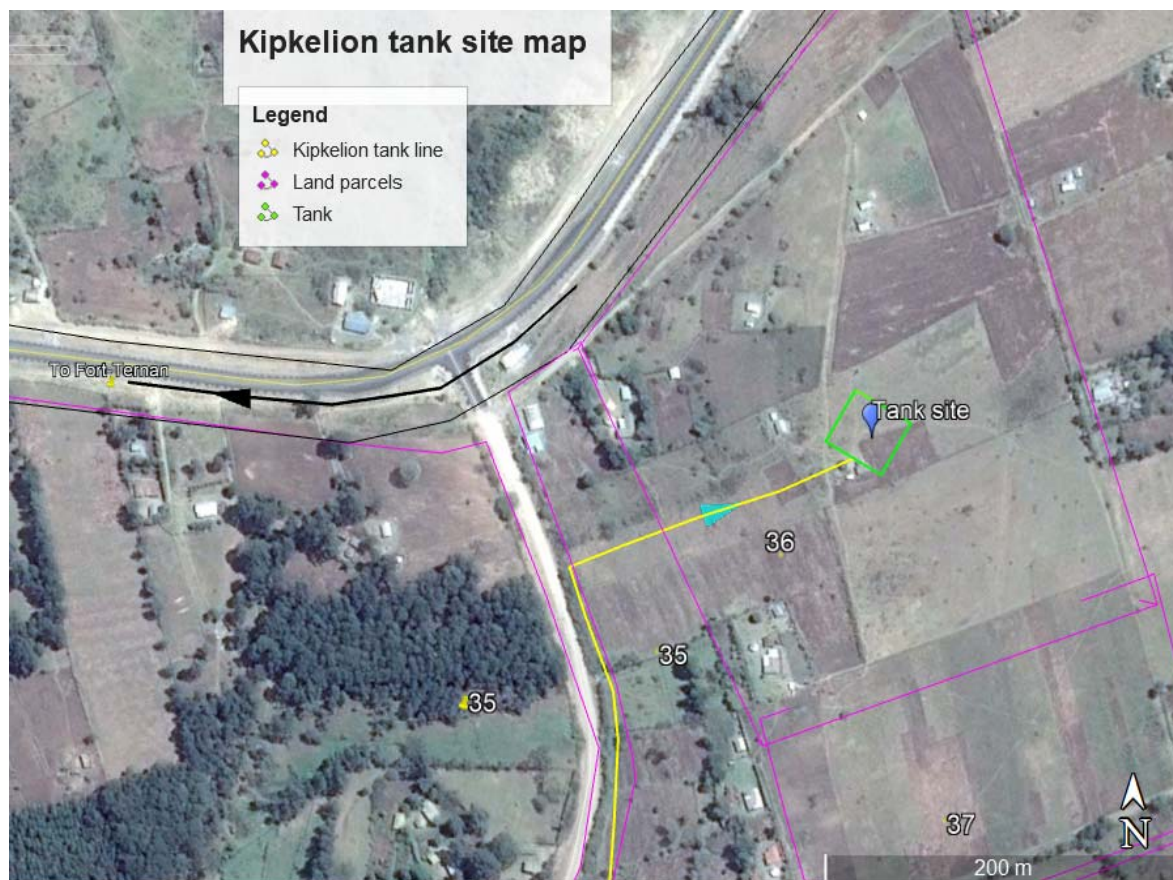 Kipkelion tank site map
Legend
Kipkelion tank line
Land parcels
Tank
To Fort Ternan
Tank site
36
35
35
37
N
200 m